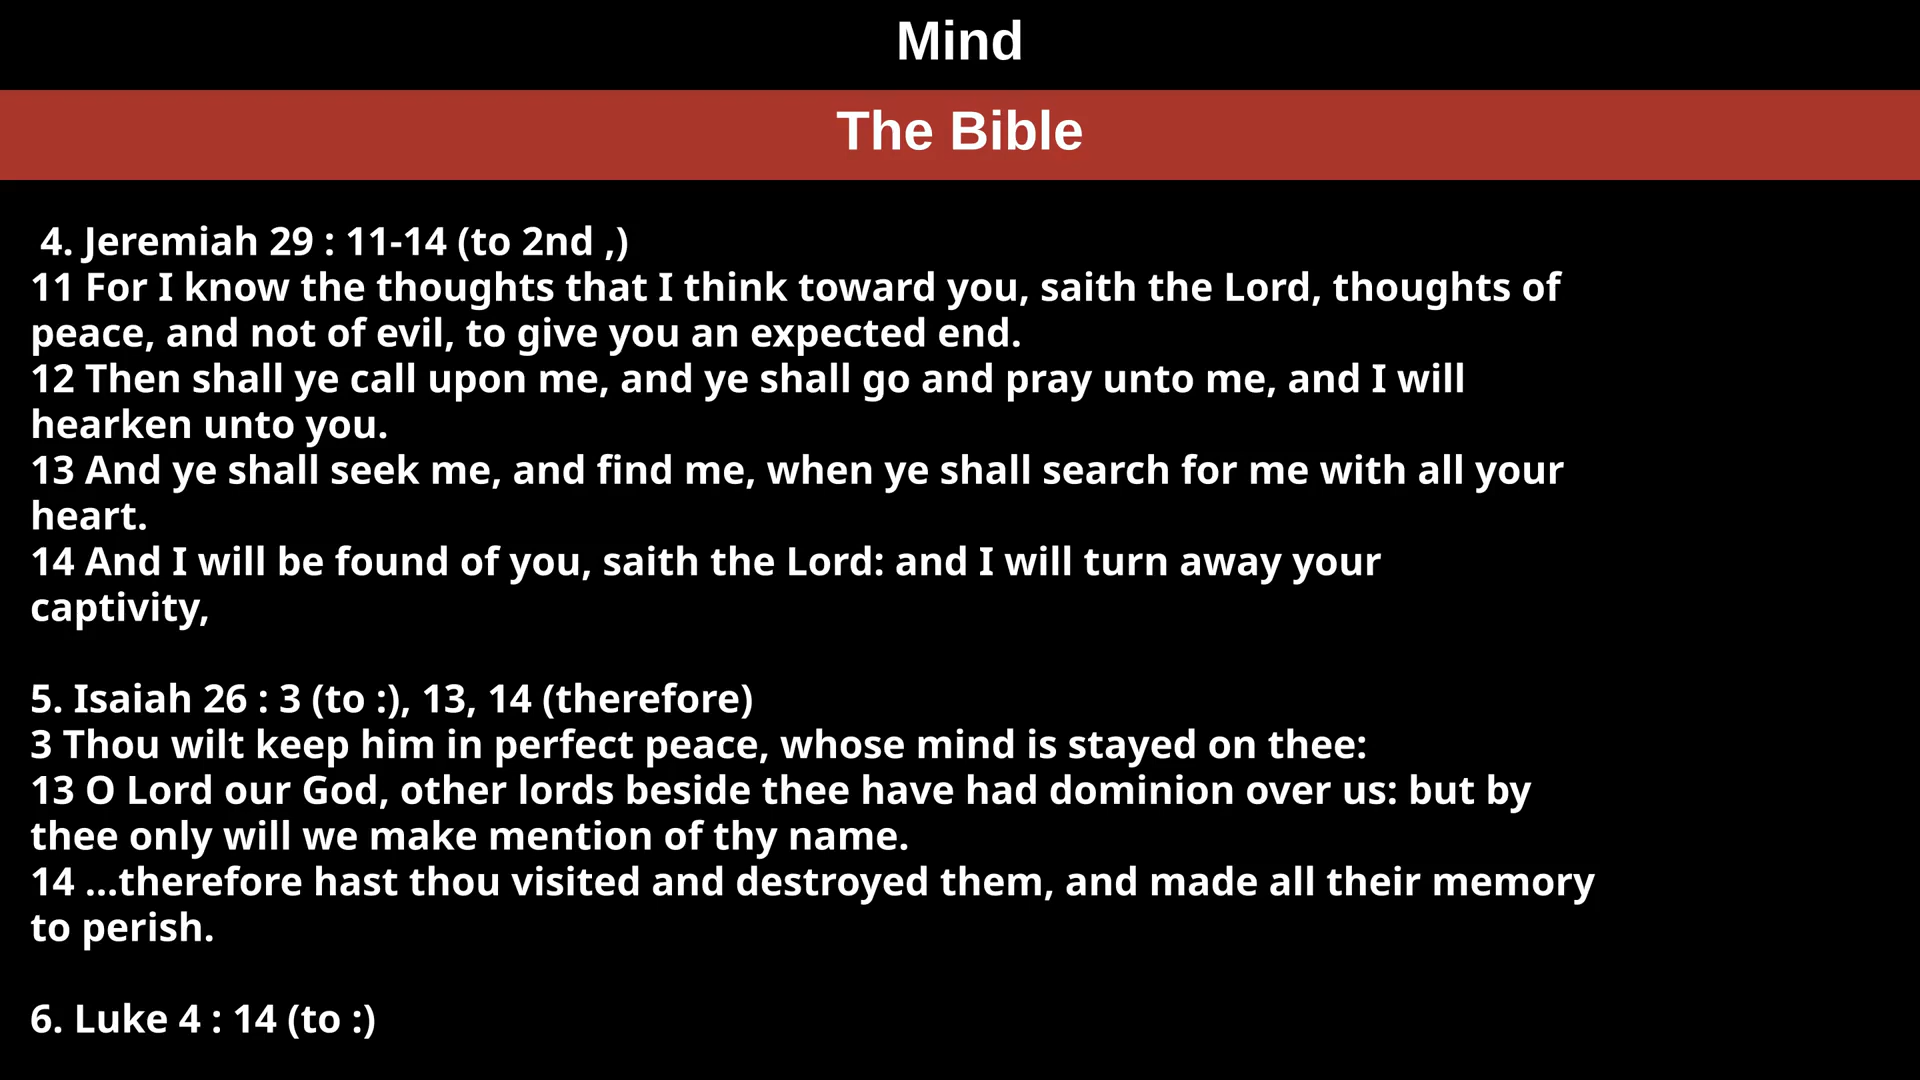 Mind
The Bible
4. Jeremiah 29 : 11-14 (to 2nd ,)
11 For I know the thoughts that I think toward you, saith the Lord, thoughts of
peace, and not of evil, to give you an expected end.
12 Then shall ye call upon me, and ye shall go and pray unto me, and I will
hearken unto you.
13 And ye shall seek me, and find me, when ye shall search for me with all your
heart.
14 And I will be found of you, saith the Lord: and I will turn away your
captivity,
5. Isaiah 26 : 3 (to :), 13, 14 (therefore)
3 Thou wilt keep him in perfect peace, whose mind is stayed on thee:
13 O Lord our God, other lords beside thee have had dominion over us: but by
thee only will we make mention of thy name.
14 ...therefore hast thou visited and destroyed them, and made all their memory
to perish.
6. Luke 4 : 14 (to :)